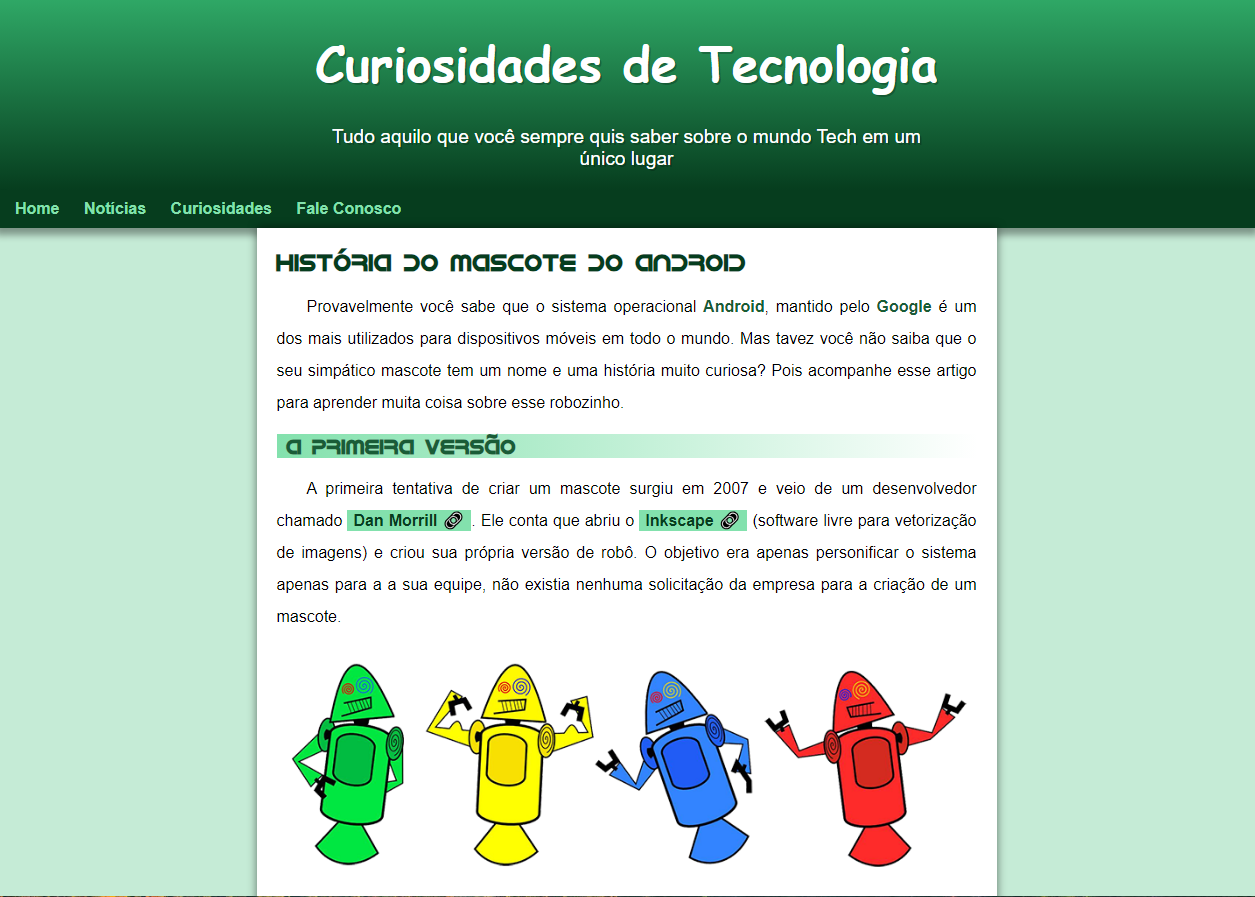 Curiosidades de Tecnologia
Tudo aquilo que você sempre quis saber sobre o mundo Tech em um
único lugar
Home Notícias Curiosidades Fale Conosco
História do Mascote do Android
Provavelmente você sabe que o sistema operacional Android, mantido pelo Google é um
dos mais utilizados para dispositivos móveis em todo o mundo. Mas tavez você não saiba que o
seu simpático mascote tem um nome e uma história muito curiosa? Pois acompanhe esse artigo
para aprender muita coisa sobre esse robozinho.
A primeira versão
A primeira tentativa de criar um mascote surgiu em 2007 e veio de um desenvolvedor
chamado Dan Morrill. Ele conta que abriu o Inkscape (software livre para vetorização
de imagens) e criou sua própria versão de robô. O objetivo era apenas personificar o sistema
apenas para a a sua equipe, não existia nenhuma solicitação da empresa para a criação de um
mascote.